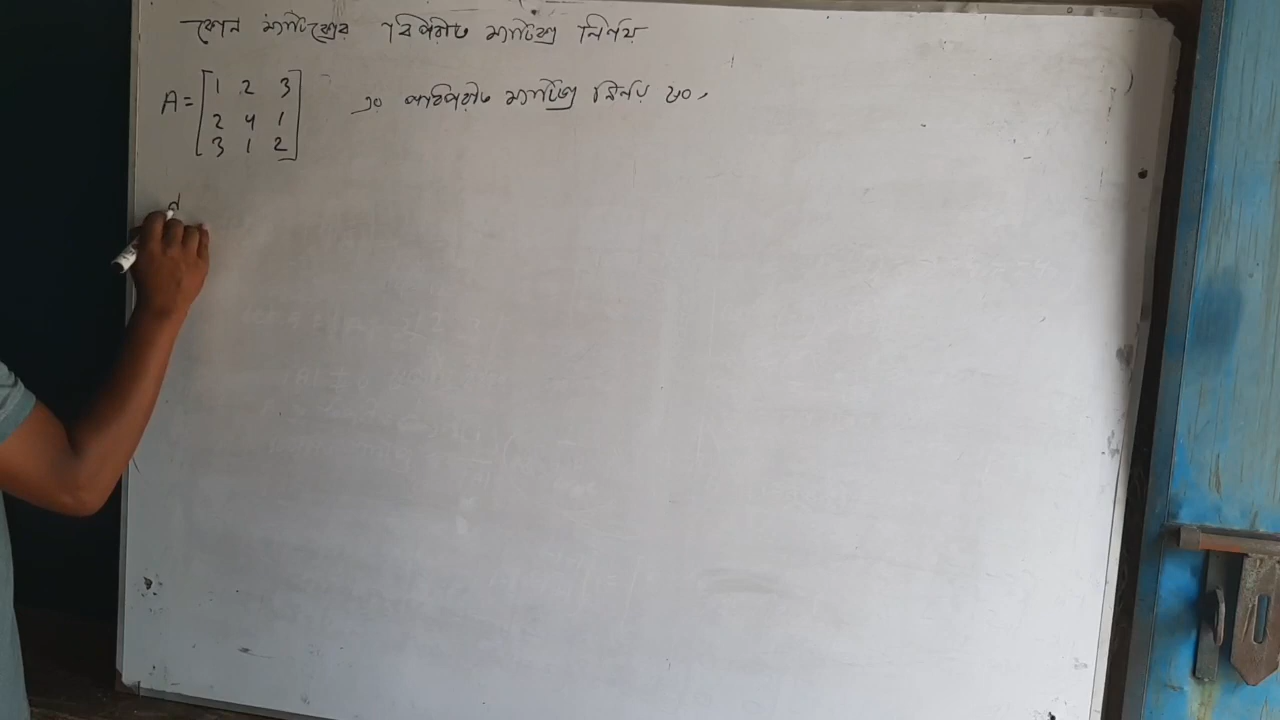 কোন ম্যাট্রিক্সের বিপরীত ম্যাট্রিক্স নির্ণয়
A = [1 2 3
2 4 1
3 1 2] এর বিপরীত ম্যাট্রিক্স নির্ণয় কর,